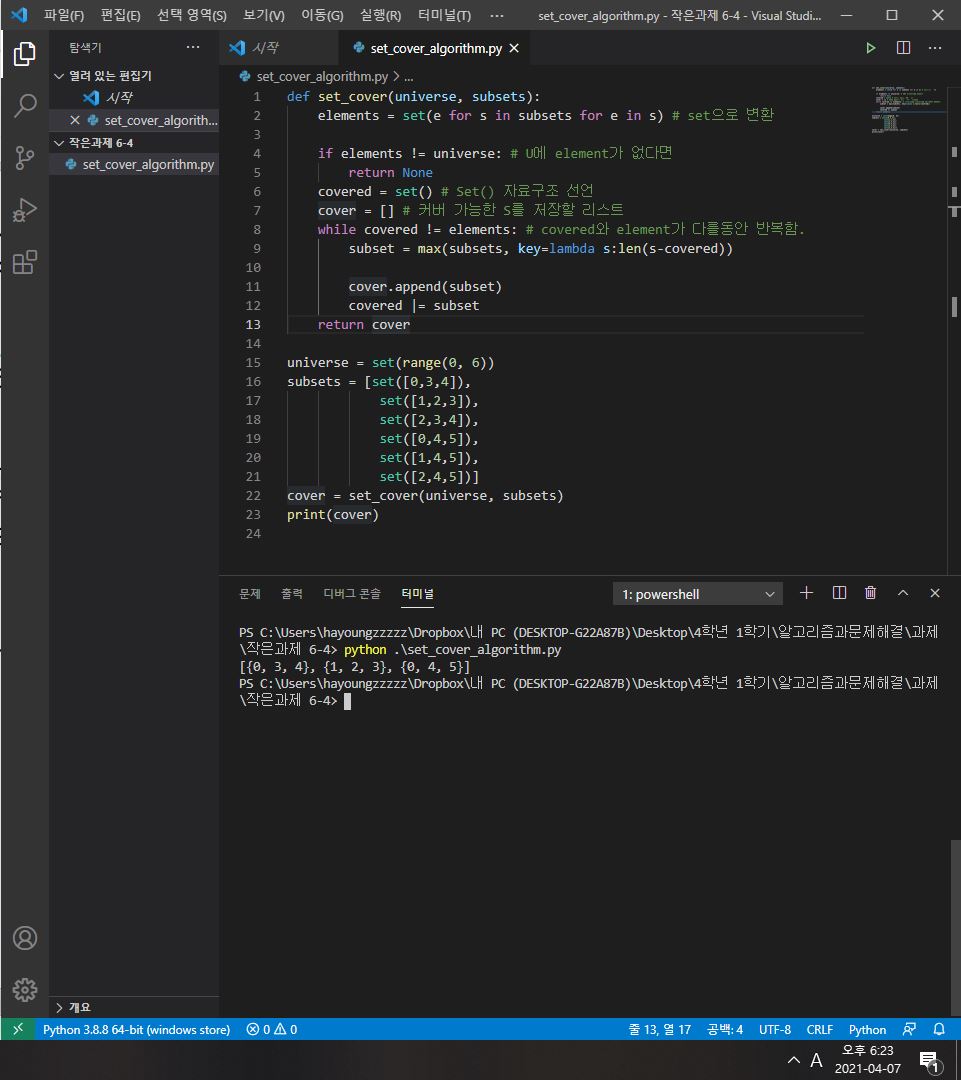 파일(F) 편집(E) 선택 영역(S) 보기(V) 이동(G) 실행(R) 터미널(T) ··· set_cover_algorithm.py - 작은과제 6-4 - Visual Studi...
탐색기 ···
시작
set_cover_algorithm.py
열려 있는 편집기
시작
set_cover_algorith...
작은과제 6-4
set_cover_algorithm.py
set_cover_algorithm.py > ...
1 def set_cover(universe, subsets):
2 elements = set(e for s in subsets for e in s) # set으로 변환
3
4 if elements != universe: # U에 element가 없다면
5 return None
6 covered = set() # Set() 자료구조 선언
7 cover = [] # 커버 가능한 S를 저장할 리스트
8 while covered != elements: # covered와 element가 다를동안 반복함.
9 subset = max(subsets, key=lambda s:len(s-covered))
10
11 cover.append(subset)
12 covered |= subset
13 return cover
14
15 universe = set(range(0, 6))
16 subsets = [set([0,3,4]),
17 set([1,2,3]),
18 set([2,3,4]),
19 set([0,4,5]),
20 set([1,4,5]),
21 set([2,4,5])]
22 cover = set_cover(universe, subsets)
23 print(cover)
24
문제 출력 디버그 콘솔 터미널 1: powershell
PS C:\Users\hayoungzzzzz\Dropbox\내 PC (DESKTOP-G22A87B)\Desktop\4학년 1학기\알고리즘과문제해결\과제
\작은과제 6-4> python .\set_cover_algorithm.py
[{0, 3, 4}, {1, 2, 3}, {0, 4, 5}]
PS C:\Users\hayoungzzzzz\Dropbox\내 PC (DESKTOP-G22A87B)\Desktop\4학년 1학기\알고리즘과문제해결\과제
\작은과제 6-4>
개요
Python 3.8.8 64-bit (windows store) 0 0 줄 13, 열 17 공백: 4 UTF-8 CRLF Python
A 오후 6:23
2021-04-07
1